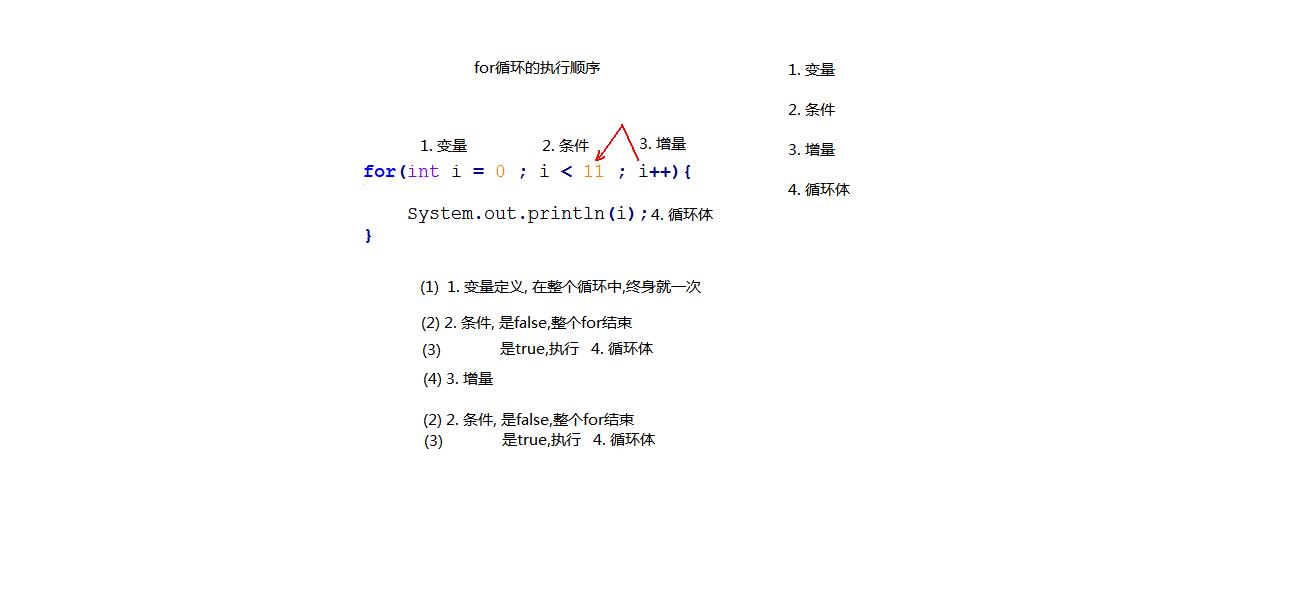 for循环的执行顺序
1. 变量 2. 条件 3. 增量
for(int i = 0 ; i < 11 ; i++){
System.out.println(i);4. 循环体
}
(1) 1. 变量定义, 在整个循环中,终身就一次
(2) 2. 条件, 是false,整个for结束
(3) 是true,执行 4. 循环体
(4) 3. 增量
(2) 2. 条件, 是false,整个for结束
(3) 是true,执行 4. 循环体
1. 变量
2. 条件
3. 增量
4. 循环体